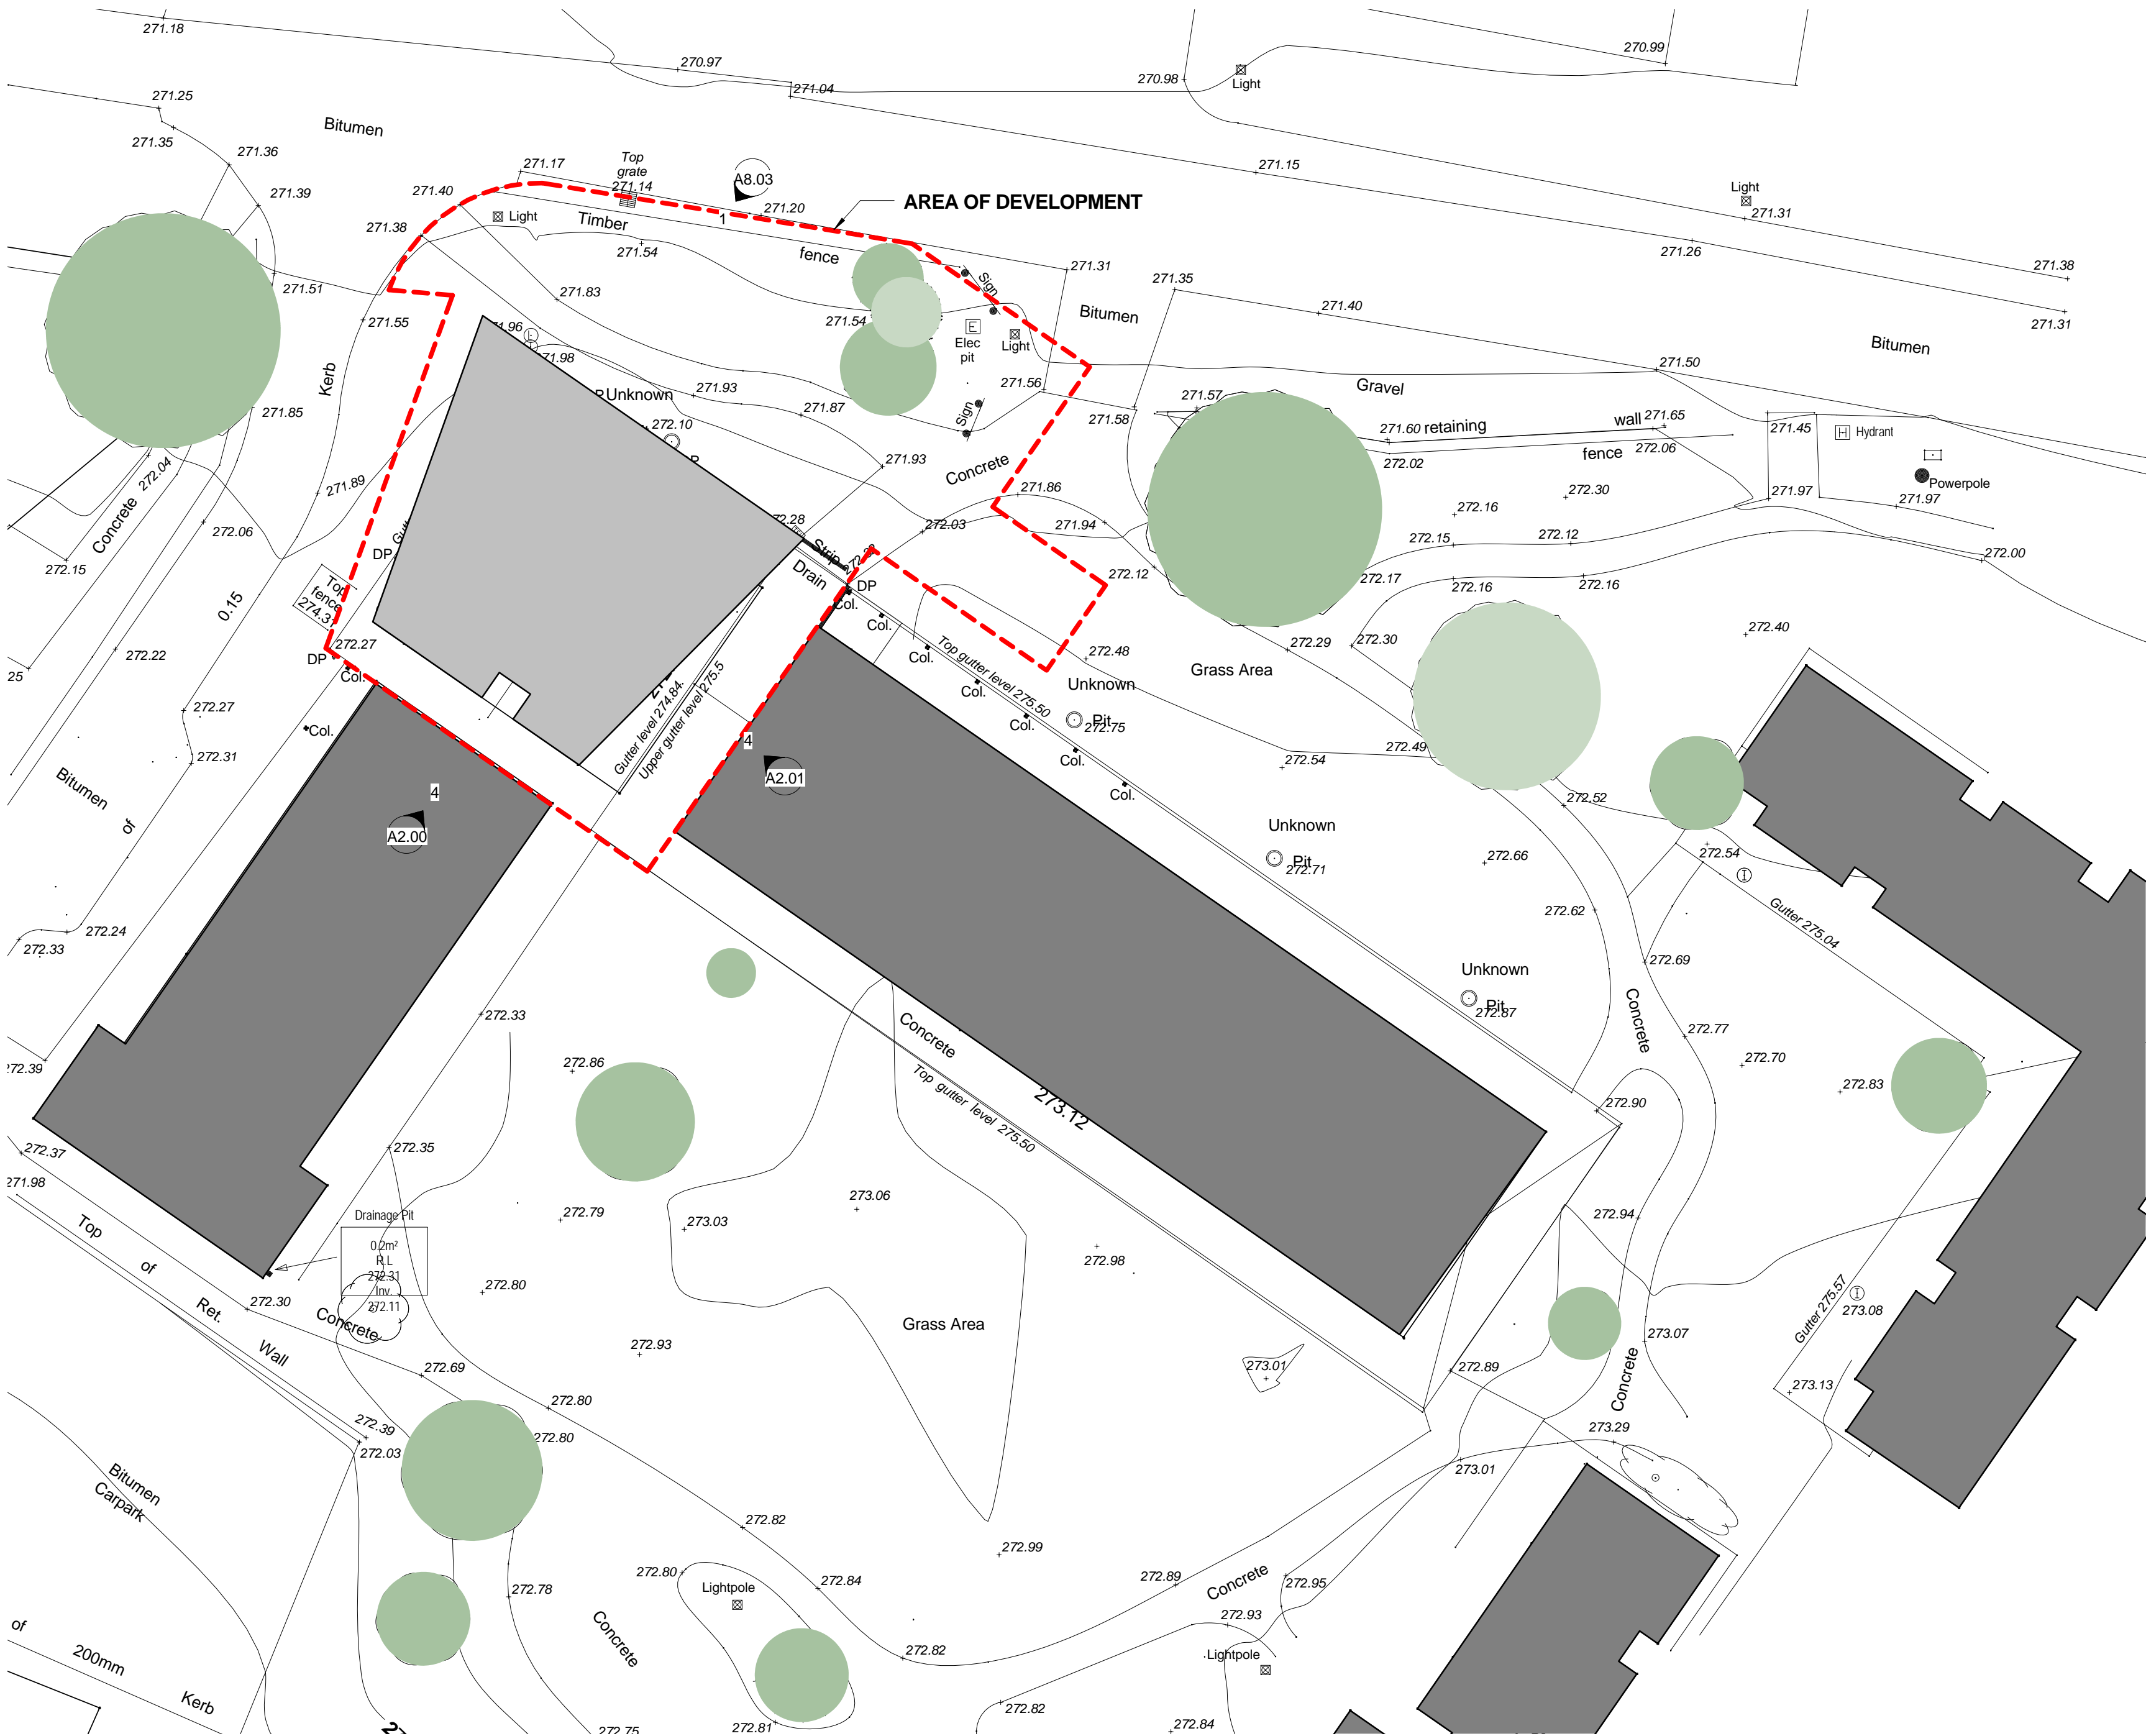 271.18
270.97
271.04
270.98
Light
270.99
271.25
271.35
271.36
Bitumen
271.39
271.17
Top
grate
271.14
A8.03
1
271.20
AREA OF DEVELOPMENT
271.15
Light
271.31
271.26
271.38
271.31
271.40
271.38
Light
Timber
fence
271.54
Sign
271.31
271.35
271.40
Bitumen
Bitumen
271.51
271.55
271.83
271.54
E
Elec
pit
Light
271.50
271.98
Kerb
Unknown
271.93
271.87
272.10
271.56
271.58
Sign
271.57
Gravel
271.60
retaining
wall
271.65
272.02
fence
272.06
271.45
H
Hydrant
Powerpole
271.85
272.04
Concrete
271.89
271.93
Concrete
271.86
272.30
271.97
271.97
272.06
272.15
272.03
271.94
272.16
272.15
272.12
272.00
DP
Strip
Drain
DP
Col.
272.12
272.17
272.16
272.16
Top
fence
274.31
0.15
272.27
DP
Col.
Col.
Col.
Top gutter level 275.50
272.48
272.29
272.30
272.40
Grass Area
272.22
25
Unknown
Pit
272.75
Col.
Col.
Col.
Col.
Gutter level 274.84.
Upper gutter level 275.5
272.27
Col.
272.31
4
A2.01
272.54
272.49
Bitumen
of
4
A2.00
272.52
Unknown
Pit
272.71
272.66
272.54
272.24
272.33
272.62
Gutter 275.04
272.69
Unknown
Pit
272.87
272.33
Concrete
Concrete
272.77
272.70
272.83
272.39
272.86
Top gutter level 275.50
273.12
272.90
272.37
271.98
272.35
Drainage Pit
0.2m²
R.L
272.31
Inv.
272.11
272.79
273.03
273.06
272.98
272.94
Top
of
Ret.
Wall
272.30
Concrete
272.80
272.93
Grass Area
273.01
272.89
273.07
Concrete
Gutter 275.57
273.08
273.13
272.69
272.80
272.80
272.39
272.03
273.29
273.01
Bitumen
Carpark
272.82
272.99
272.80
Lightpole
272.84
272.89
Concrete
272.95
272.93
272.78
Concrete
272.82
Lightpole
of
200mm
Kerb
272.75
272.81
272.82
272.84